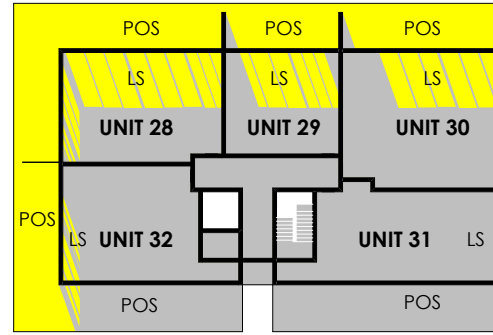 POS POS POS
LS LS LS
UNIT 28 UNIT 29 UNIT 30
POS
LS UNIT 32 UNIT 31 LS
POS POS